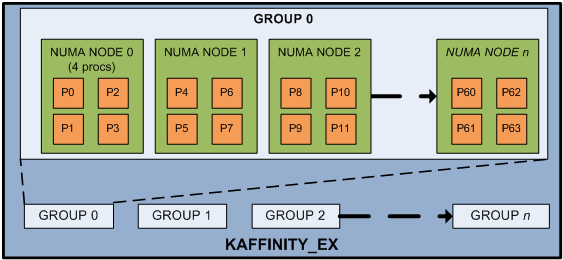 GROUP 0
NUMA NODE 0
(4 procs)
NUMA NODE 1
NUMA NODE 2
NUMA NODE n
P0 P2 P4 P6 P8 P10 P60 P62
P1 P3 P5 P7 P9 P11 P61 P63
GROUP 0 GROUP 1 GROUP 2 GROUP n
KAFFINITY_EX